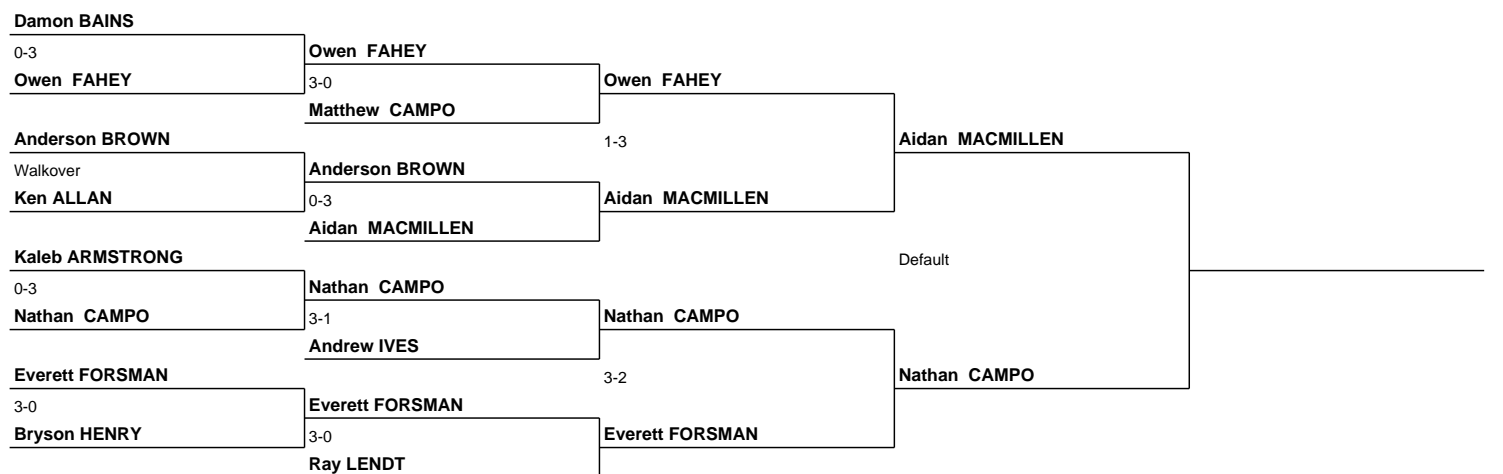 Damon BAINS
0-3
Owen FAHEY
Owen FAHEY
3-0
Owen FAHEY
Matthew CAMPO
Anderson BROWN
1-3
Aidan MACMILLEN
Walkover
Anderson BROWN
Ken ALLAN
0-3
Aidan MACMILLEN
Aidan MACMILLEN
Kaleb ARMSTRONG
Default
0-3
Nathan CAMPO
Nathan CAMPO
3-1
Nathan CAMPO
Andrew IVES
Everett FORSMAN
3-2
Nathan CAMPO
3-0
Everett FORSMAN
Bryson HENRY
3-0
Everett FORSMAN
Ray LENDT